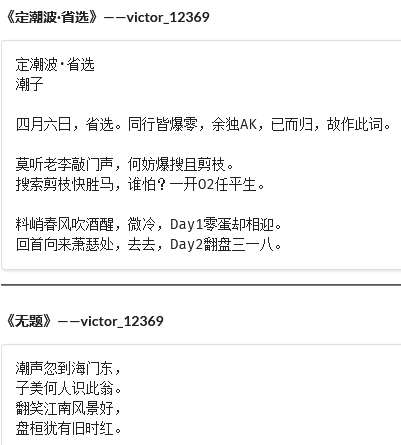 《定潮波·省选》——victor_12369
定潮波·省选
潮子
四月六日，省选。同行皆爆零，余独AK，已而归，故作此词。
莫听老李敲门声，何妨爆搜且剪枝。
搜索剪枝快胜马，谁怕？一开O2任平生。
料峭春风吹酒醒，微冷，Day1零蛋却相迎。
回首向来萧瑟处，去去，Day2翻盘三一八。
《无题》——victor_12369
潮声忽到海门东，
子美何人识此翁。
翻笑江南风景好，
盘桓犹有旧时红。